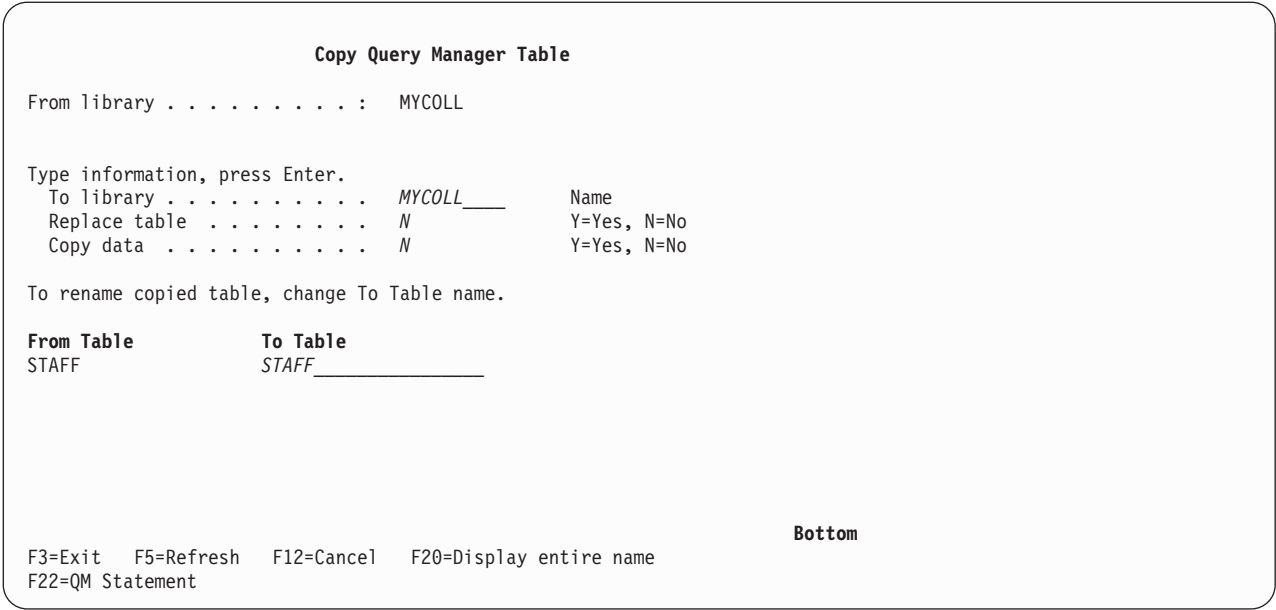 Copy Query Manager Table
From library . . . . . . . . . : MYCOLL
Type information, press Enter.
To library . . . . . . . . . . MYCOLL____ Name
Replace table . . . . . . . . N Y=Yes, N=No
Copy data . . . . . . . . . . N Y=Yes, N=No
To rename copied table, change To Table name.
From Table To Table
STAFF STAFF________________
Bottom
F3=Exit F5=Refresh F12=Cancel F20=Display entire name
F22=QM Statement